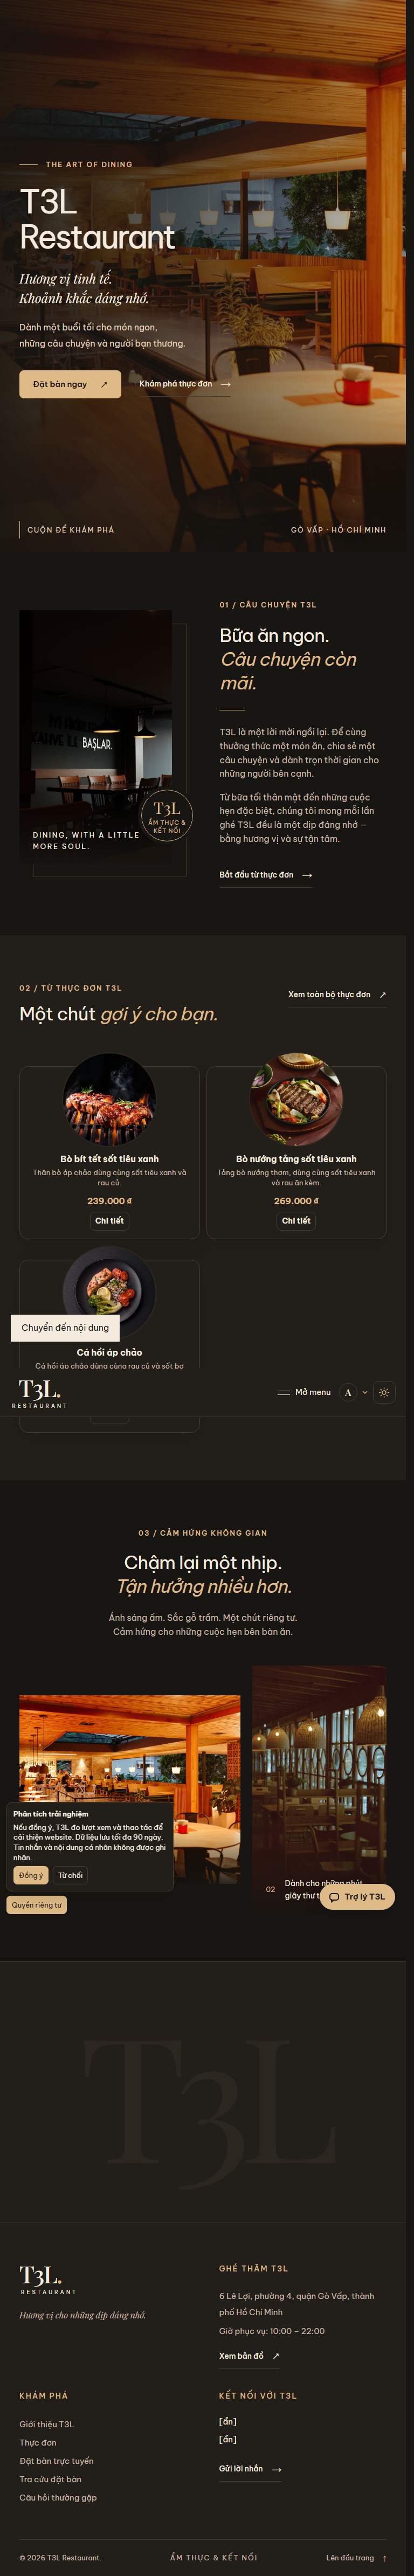 THE ART OF DINING
T3L
Restaurant
Hương vị tinh tế.
Khoảnh khắc đáng nhớ.
Dành một buổi tối cho món ngon,
những câu chuyện và người bạn thương.
Đặt bàn ngay ↗
Khám phá thực đơn →
CUỘN ĐỂ KHÁM PHÁ
GÒ VẤP · HỒ CHÍ MINH
BAŞLAR.
DINING, WITH A LITTLE
MORE SOUL.
T3L
ẨM THỰC &
KẾT NỐI
01 / CÂU CHUYỆN T3L
Bữa ăn ngon.
Câu chuyện còn
mãi.
T3L là một lời mời ngồi lại. Để cùng
thưởng thức một món ăn, chia sẻ một
câu chuyện và dành trọn thời gian cho
những người bên cạnh.
Từ bữa tối thân mật đến những cuộc
hẹn đặc biệt, chúng tôi mong mỗi lần
ghé T3L đều là một dịp đáng nhớ —
bằng hương vị và sự tận tâm.
Bắt đầu từ thực đơn →
02 / TỪ THỰC ĐƠN T3L
Một chút gợi ý cho bạn.
Xem toàn bộ thực đơn ↗
Bò bít tết sốt tiêu xanh
Thăn bò áp chảo dùng cùng sốt tiêu xanh và
rau củ.
239.000 ₫
Chi tiết
Bò nướng tảng sốt tiêu xanh
Tảng bò nướng thơm, dùng cùng sốt tiêu xanh
và rau ăn kèm.
269.000 ₫
Chi tiết
Chuyển đến nội dung
Cá hồi áp chảo
Cá hồi áp chảo dùng cùng rau củ và sốt bơ
T3L.
RESTAURANT
Mở menu
A
03 / CẢM HỨNG KHÔNG GIAN
Chậm lại một nhịp.
Tận hưởng nhiều hơn.
Ánh sáng ấm. Sắc gỗ trầm. Một chút riêng tư.
Cảm hứng cho những cuộc hẹn bên bàn ăn.
Phân tích trải nghiệm
Nếu đồng ý, T3L đo lượt xem và thao tác để
cải thiện website. Dữ liệu lưu tối đa 90 ngày.
Tin nhắn và nội dung cá nhân không được ghi
nhận.
Đồng ý
Từ chối
Quyền riêng tư
02
Dành cho những phút
giây thư
Trợ lý T3L
T3L
T3L.
RESTAURANT
Hương vị cho những dịp đáng nhớ.
GHÉ THĂM T3L
6 Lê Lợi, phường 4, quận Gò Vấp, thành
phố Hồ Chí Minh
Giờ phục vụ: 10:00 – 22:00
Xem bản đồ ↗
KHÁM PHÁ
Giới thiệu T3L
Thực đơn
Đặt bàn trực tuyến
Tra cứu đặt bàn
Câu hỏi thường gặp
KẾT NỐI VỚI T3L
[ẩn]
[ẩn]
Gửi lời nhắn →
© 2026 T3L Restaurant.
ẨM THỰC & KẾT NỐI
Lên đầu trang ↑